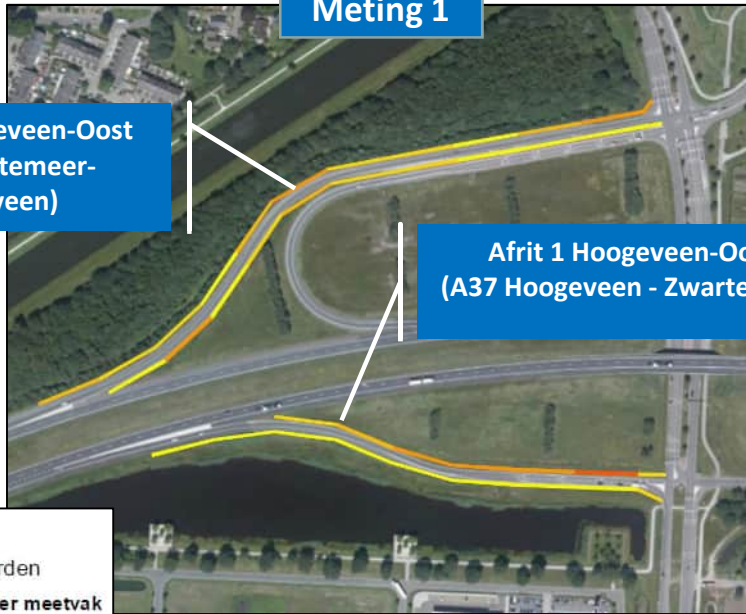 Meting 1
eveen-Oost
temeer-
veen)
Afrit 1 Hoogeveen-Oo
(A37 Hoogeveen - Zwarte
rden
er meetvak